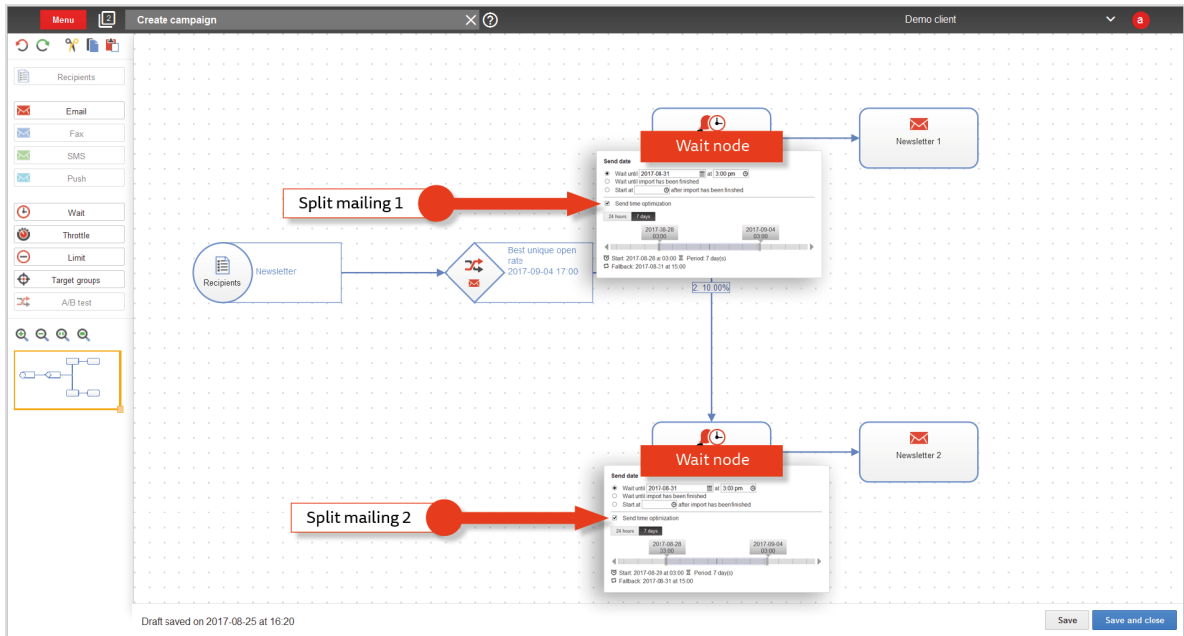 Menu
2
Create campaign
Demo client
a
Recipients
Email
Fax
SMS
Push
Wait
Throttle
Limit
Target groups
A/B test
Split mailing 1
Wait node
Newsletter 1
Send date
Wait until 2017-08-31 at 3:00 pm
Wait until import has been finished
Start at after import has been finished
Send time optimization
24 hours 7 days
2017-08-28 2017-09-04
03:00 03:00
Start: 2017-08-28 at 03:00 Period: 7 day(s)
Fallback: 2017-08-31 at 15:00
Recipients
Newsletter
Best unique open
rate
2017-09-04 17:00
2. 10.00%
Split mailing 2
Wait node
Newsletter 2
Send date
Wait until 2017-08-31 at 3:00 pm
Wait until import has been finished
Start at after import has been finished
Send time optimization
24 hours 7 days
2017-08-28 2017-09-04
03:00 03:00
Start: 2017-08-28 at 03:00 Period: 7 day(s)
Fallback: 2017-08-31 at 15:00
Draft saved on 2017-08-25 at 16:20
Save
Save and close